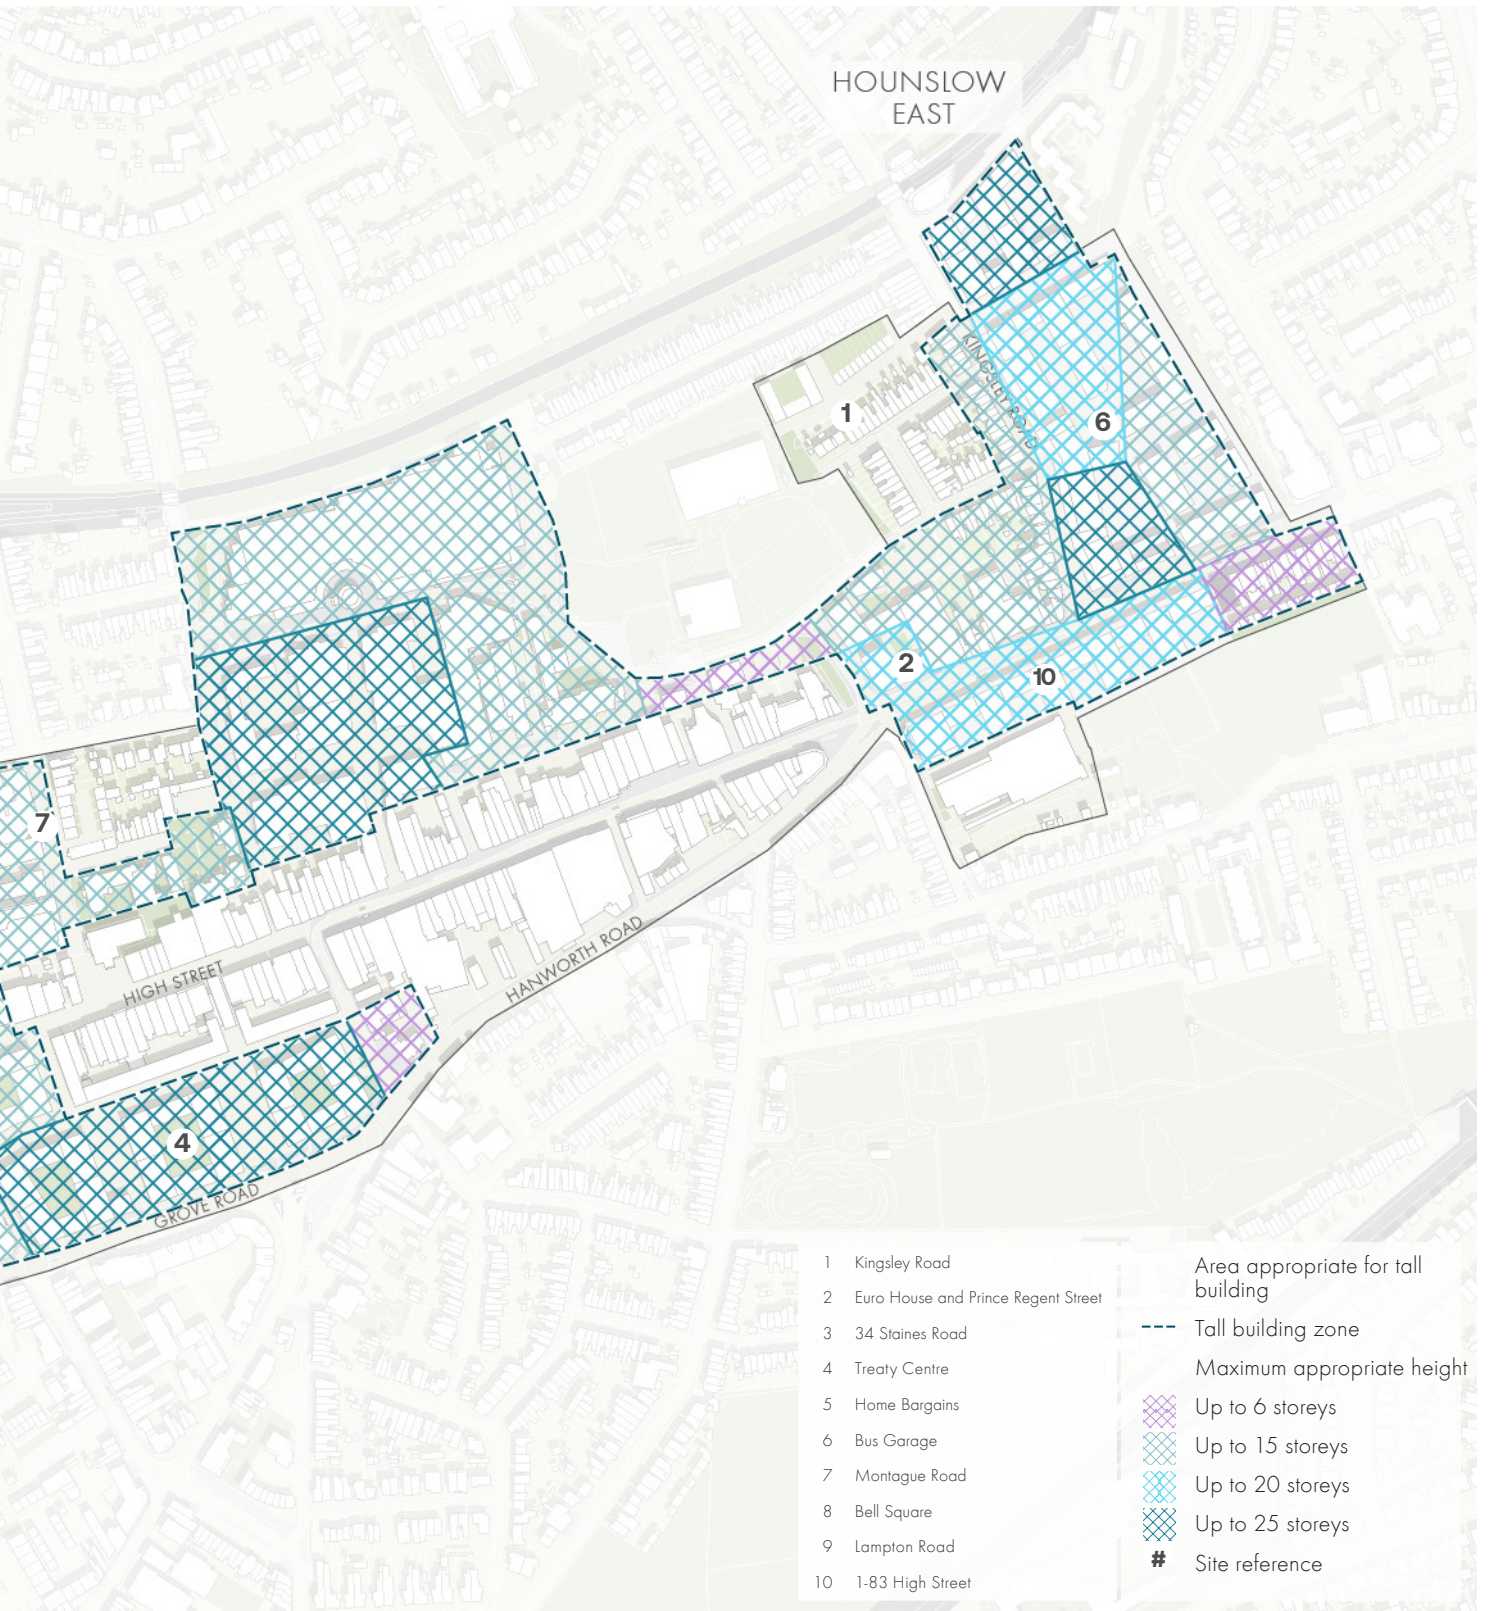 HOUNSLOW
EAST
KINGSLEY ROAD
1
6
2
10
7
HIGH STREET
HANWORTH ROAD
4
GROVE ROAD
1 Kingsley Road
2 Euro House and Prince Regent Street
3 34 Staines Road
4 Treaty Centre
5 Home Bargains
6 Bus Garage
7 Montague Road
8 Bell Square
9 Lampton Road
10 1-83 High Street
Area appropriate for tall
building
Tall building zone
Maximum appropriate height
Up to 6 storeys
Up to 15 storeys
Up to 20 storeys
Up to 25 storeys
# Site reference